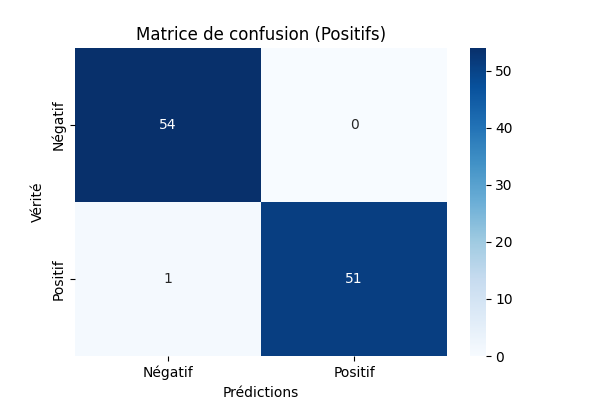 Matrice de confusion (Positifs)
Négatif
54
0
Positif
1
51
Vérité
Négatif
Positif
Prédictions
50
40
30
20
10
0